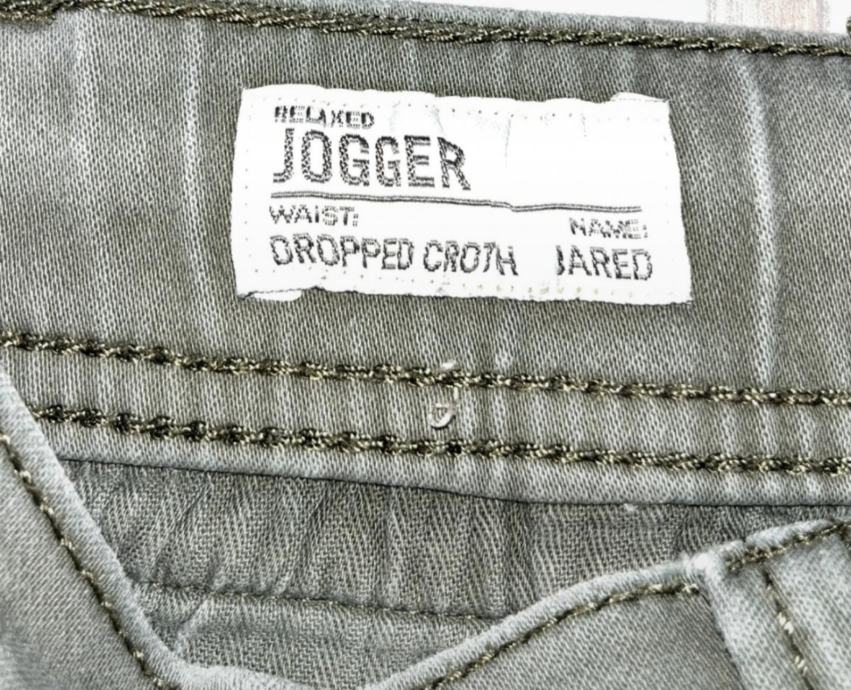 RELAXED
JOGGER
WAIST: NAME:
DROPPED CROTH JARED